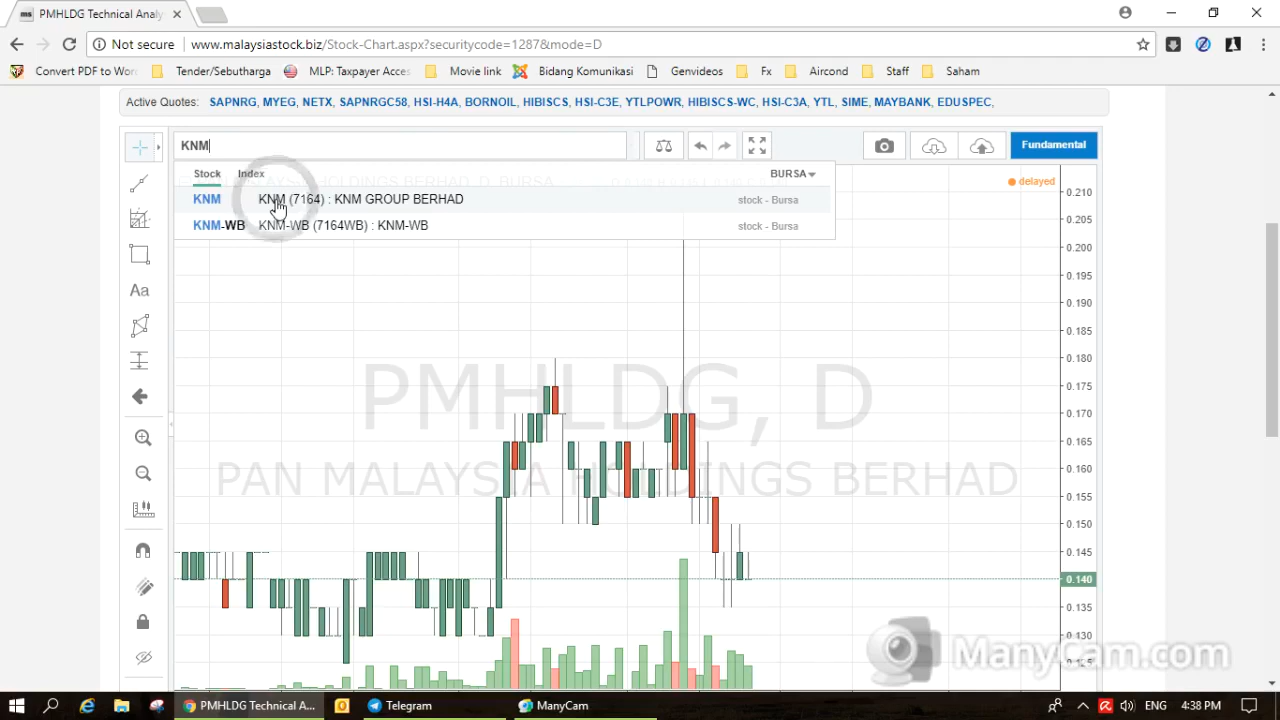 PMHLDG Technical Analy
Not secure | www.malaysiastock.biz/Stock-Chart.aspx?securitycode=1287&mode=D
Convert PDF to Wor
Tender/Sebutharga
MLP: Taxpayer Acces
Movie link
Bidang Komunikasi
Genvideos
Fx
Aircond
Staff
Saham
Active Quotes: SAPNRG, MYEG, NETX, SAPNRGC58, HSI-H4A, BORNOIL, HIBISCS, HSI-C3E, YTLPOWR, HIBISCS-WC, HSI-C3A, YTL, SIME, MAYBANK, EDUSPEC,
KNM
Fundamental
Stock Index BURSA
delayed
KNM KNM (7164) : KNM GROUP BERHAD stock - Bursa
KNM-WB KNM-WB (7164WB) : KNM-WB stock - Bursa
Aa
PMHLDG, D
PAN MALAYSIA HOLDINGS BERHAD
0.210
0.205
0.200
0.195
0.190
0.185
0.180
0.175
0.170
0.165
0.160
0.155
0.150
0.145
0.140
0.135
0.130
ManyCam.com
PMHLDG Technical A...
Telegram
ManyCam
ENG
4:38 PM